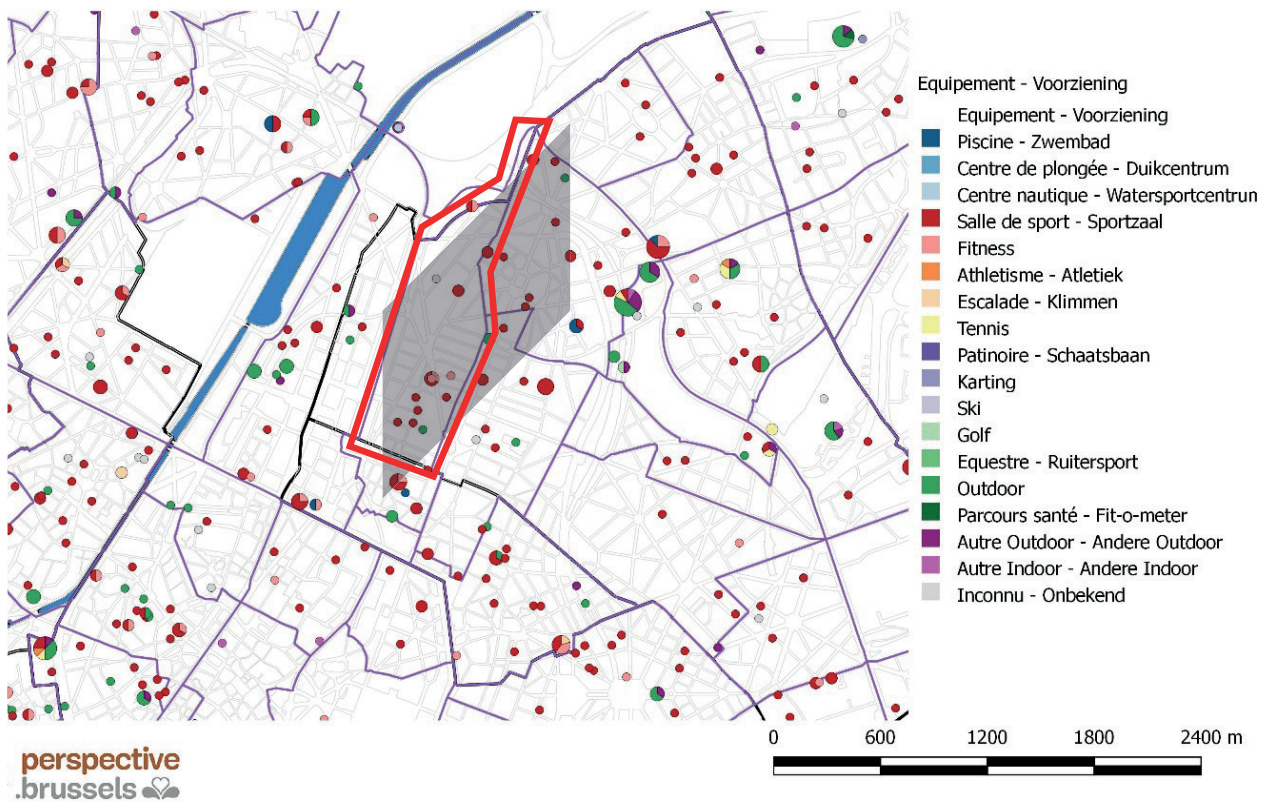 Equipement - Voorziening
Equipement - Voorziening
Piscine - Zwembad
Centre de plongée - Duikcentrum
Centre nautique - Watersportcentrun
Salle de sport - Sportzaal
Fitness
Athletisme - Atletiek
Escalade - Klimmen
Tennis
Patinoire - Schaatsbaan
Karting
Ski
Golf
Equestre - Ruitersport
Outdoor
Parcours santé - Fit-o-meter
Autre Outdoor - Andere Outdoor
Autre Indoor - Andere Indoor
Inconnu - Onbekend
0 600 1200 1800 2400 m
perspective
.brussels